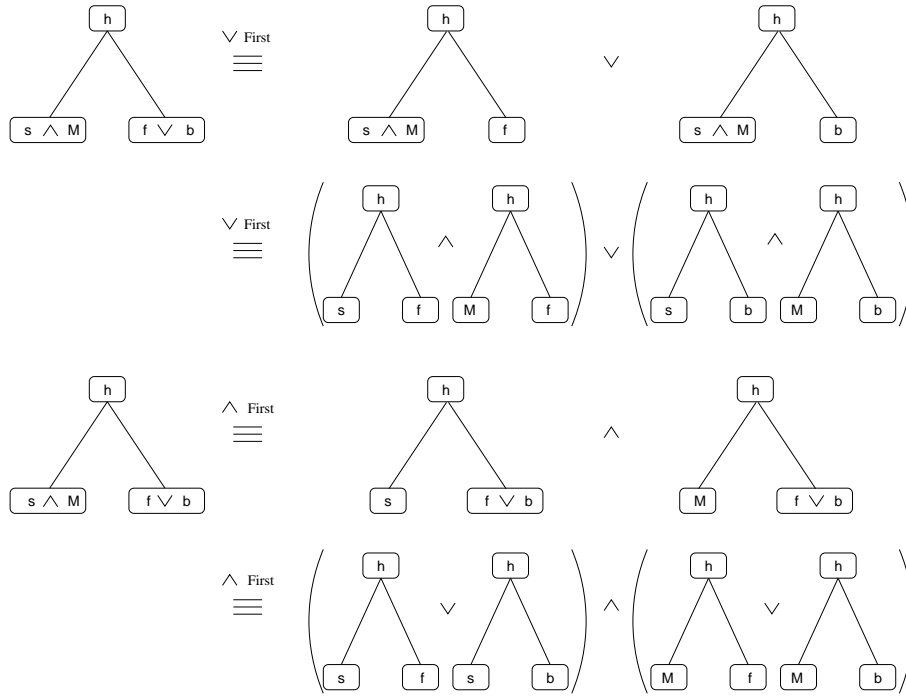 h ∨ First h ∨ h
≡
s ∧ M f ∨ b s ∧ M f s ∧ M b
∨ First ( h ∧ h ) ∨ ( h ∧ h )
≡
s f M f s b M b
h ∧ First h ∧ h
≡
s ∧ M f ∨ b s f ∨ b M f ∨ b
∧ First ( h ∨ h ) ∧ ( h ∨ h )
≡
s f s b M f M b